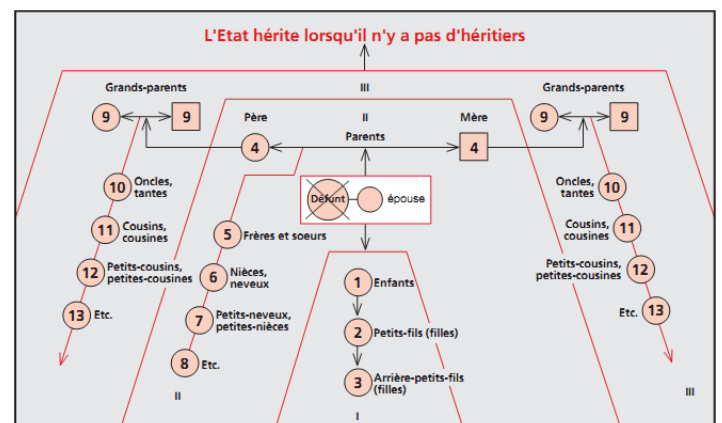 L'Etat hérite lorsqu'il n'y a pas d'héritiers
III
Grands-parents
Grands-parents
9
9
Père
II
Mère
9
9
Parents
4
4
10
Oncles,
tantes
Défunt
épouse
Oncles,
tantes
10
11
Cousins,
cousines
5
Frères et soeurs
Cousins,
cousines
11
12
Petits-cousins,
petites-cousines
6
Nièces,
neveux
1
Enfants
Petits-cousins,
petites-cousines
12
13
Etc.
7
Petits-neveux,
petites-nièces
2
Petits-fils (filles)
Etc.
13
8
Etc.
3
Arrière-petits-fils
(filles)
II
I
III